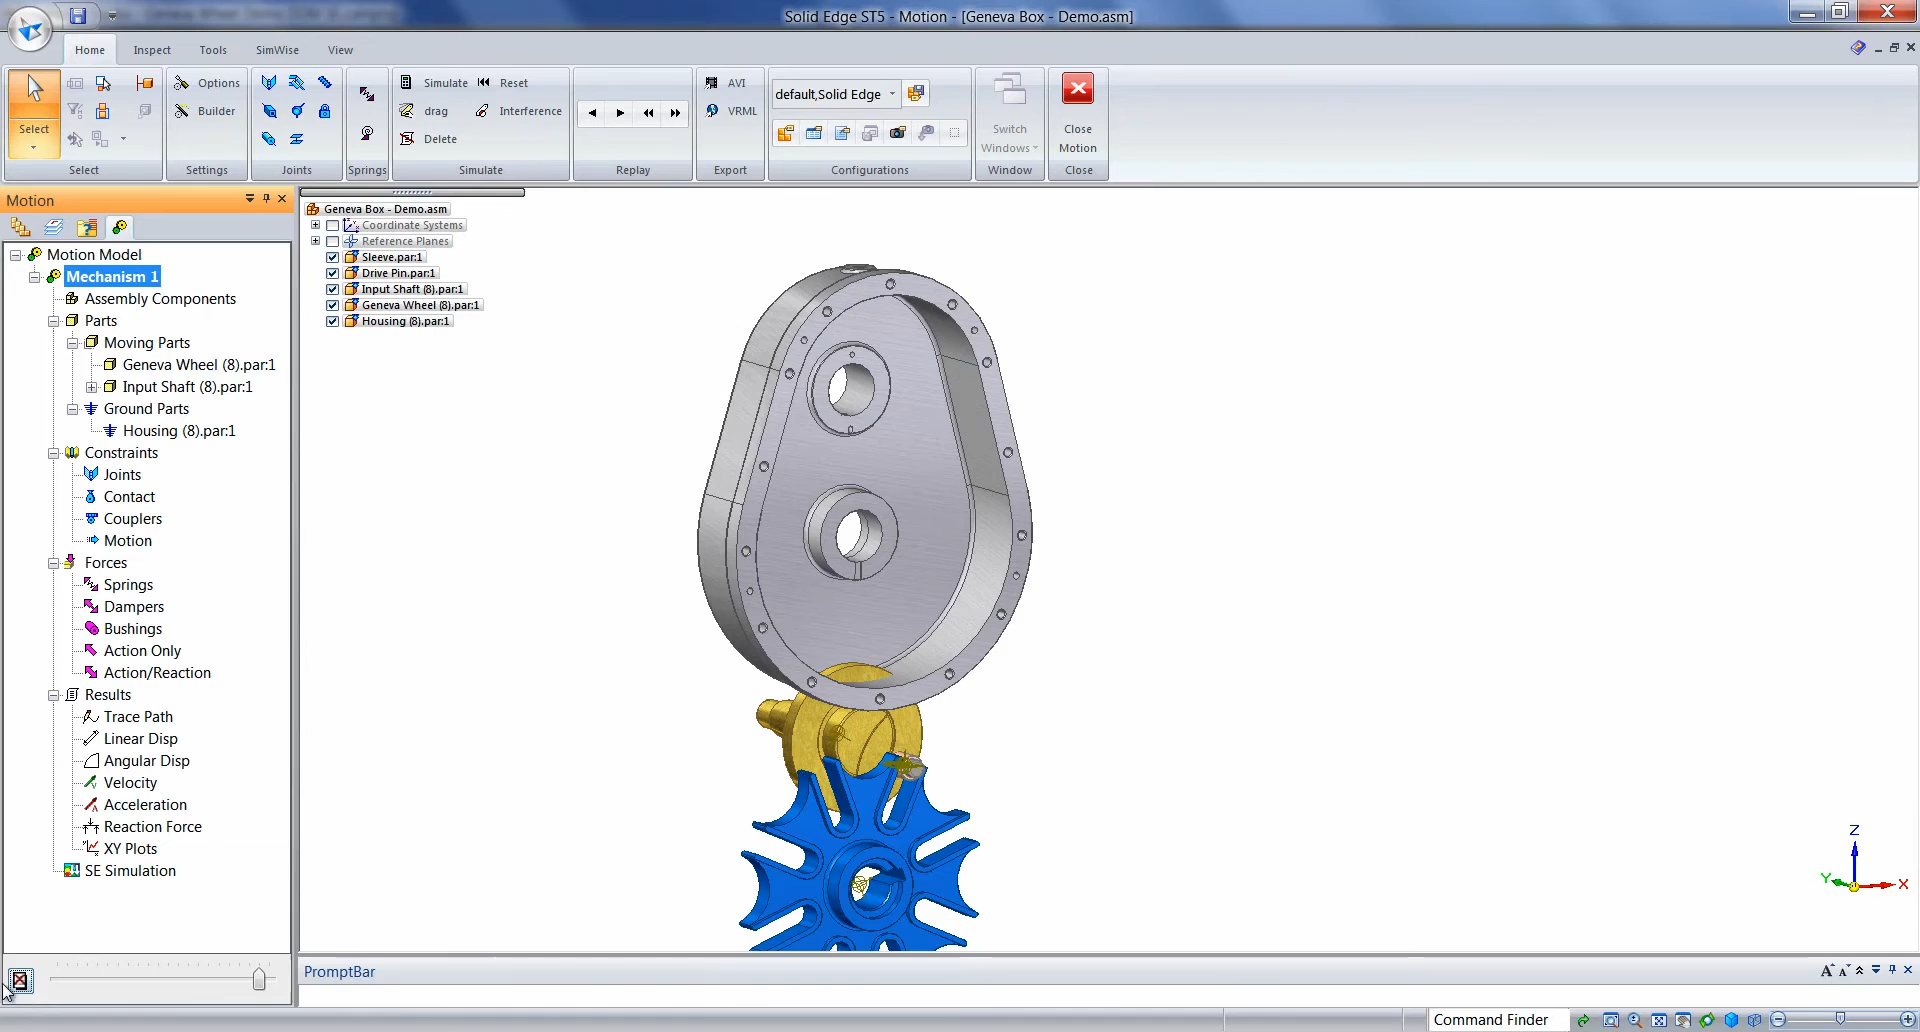 Solid Edge ST5 - Motion - [Geneva Box - Demo.asm]
Home Inspect Tools SimWise View
Options
Builder
Simulate Reset
drag Interference
Delete
AVI
VRML
default,Solid Edge
Select
Switch
Windows
Close
Motion
Select Settings Joints Springs Simulate Replay Export Configurations Window Close
Motion
Motion Model
Mechanism 1
Assembly Components
Parts
Moving Parts
Geneva Wheel (8).par:1
Input Shaft (8).par:1
Ground Parts
Housing (8).par:1
Constraints
Joints
Contact
Couplers
Motion
Forces
Springs
Dampers
Bushings
Action Only
Action/Reaction
Results
Trace Path
Linear Disp
Angular Disp
Velocity
Acceleration
Reaction Force
XY Plots
SE Simulation
Geneva Box - Demo.asm
Coordinate Systems
Reference Planes
Sleeve.par:1
Drive Pin.par:1
Input Shaft (8).par:1
Geneva Wheel (8).par:1
Housing (8).par:1
Z
Y
X
PromptBar
Command Finder